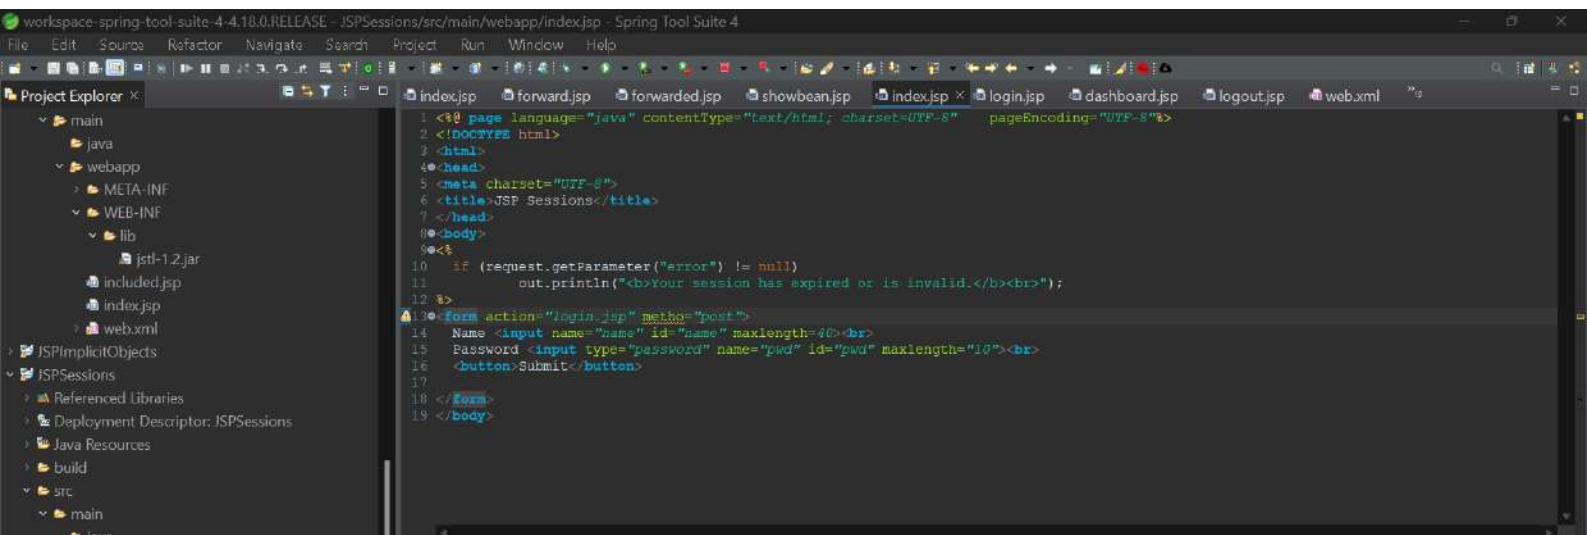 workspace-spring-tool-suite-4-4.18.0.RELEASE - JSPSessions/src/main/webapp/index.jsp - Spring Tool Suite 4
File Edit Source Refactor Navigate Search Project Run Window Help
Project Explorer
index.jsp forward.jsp forwarded.jsp showbean.jsp index.jsp login.jsp dashboard.jsp logout.jsp web.xml
main
java
webapp
META-INF
WEB-INF
lib
jstl-1.2.jar
included.jsp
index.jsp
web.xml
JSPImplicitObjects
JSPSessions
Referenced Libraries
Deployment Descriptor: JSPSessions
Java Resources
build
src
main
1 <%@ page language="java" contentType="text/html; charset=UTF-8" pageEncoding="UTF-8"%>
2 <!DOCTYPE html>
3 <html>
4 <head>
5 <meta charset="UTF-8">
6 <title>JSP Sessions</title>
7 </head>
8 <body>
9 <%
10 if (request.getParameter("error") != null)
11 out.println("<b>Your session has expired or is invalid.</b><br>");
12 %>
13 <form action="login.jsp" metho="post">
14 Name <input name="name" id="name" maxlength=40><br>
15 Password <input type="password" name="pwd" id="pwd" maxlength="10"><br>
16 <button>Submit</button>
17
18 </form>
19 </body>